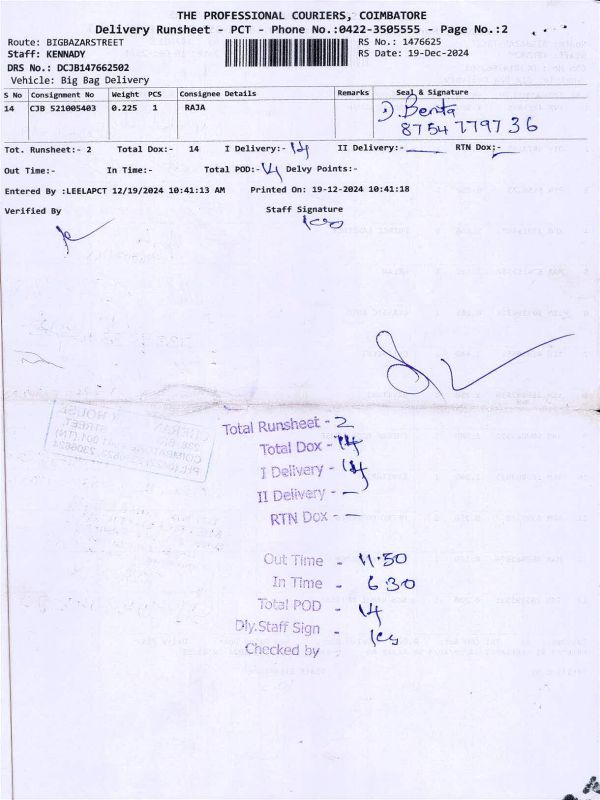 THE PROFESSIONAL COURIERS, COIMBATORE
Delivery Runsheet - PCT - Phone No.:0422-3505555 - Page No.:2
Route: BIGBAZARSTREET RS No.: 1476625
Staff: KENNADY RS Date: 19-Dec-2024
DRS No.: DCJB147662502
Vehicle: Big Bag Delivery
S No Consignment No Weight PCS Consignee Details Remarks Seal & Signature
14 CJB 521005403 0.225 1 RAJA D.Benita
8754779736
Tot. Runsheet:- 2 Total Dox:- 14 I Delivery:- 14 II Delivery:- RTN Dox:-
Out Time:- In Time:- Total POD:- 14 Delvy Points:-
Entered By :LEELAPCT 12/19/2024 10:41:13 AM Printed On: 19-12-2024 10:41:18
Verified By Staff Signature
Total Runsheet - 2
Total Dox - 14
I Delivery - 14
II Delivery - —
RTN Dox - —
Out Time - 11.50
In Time - 6.30
Total POD - 14
Dly.Staff Sign -
Checked by